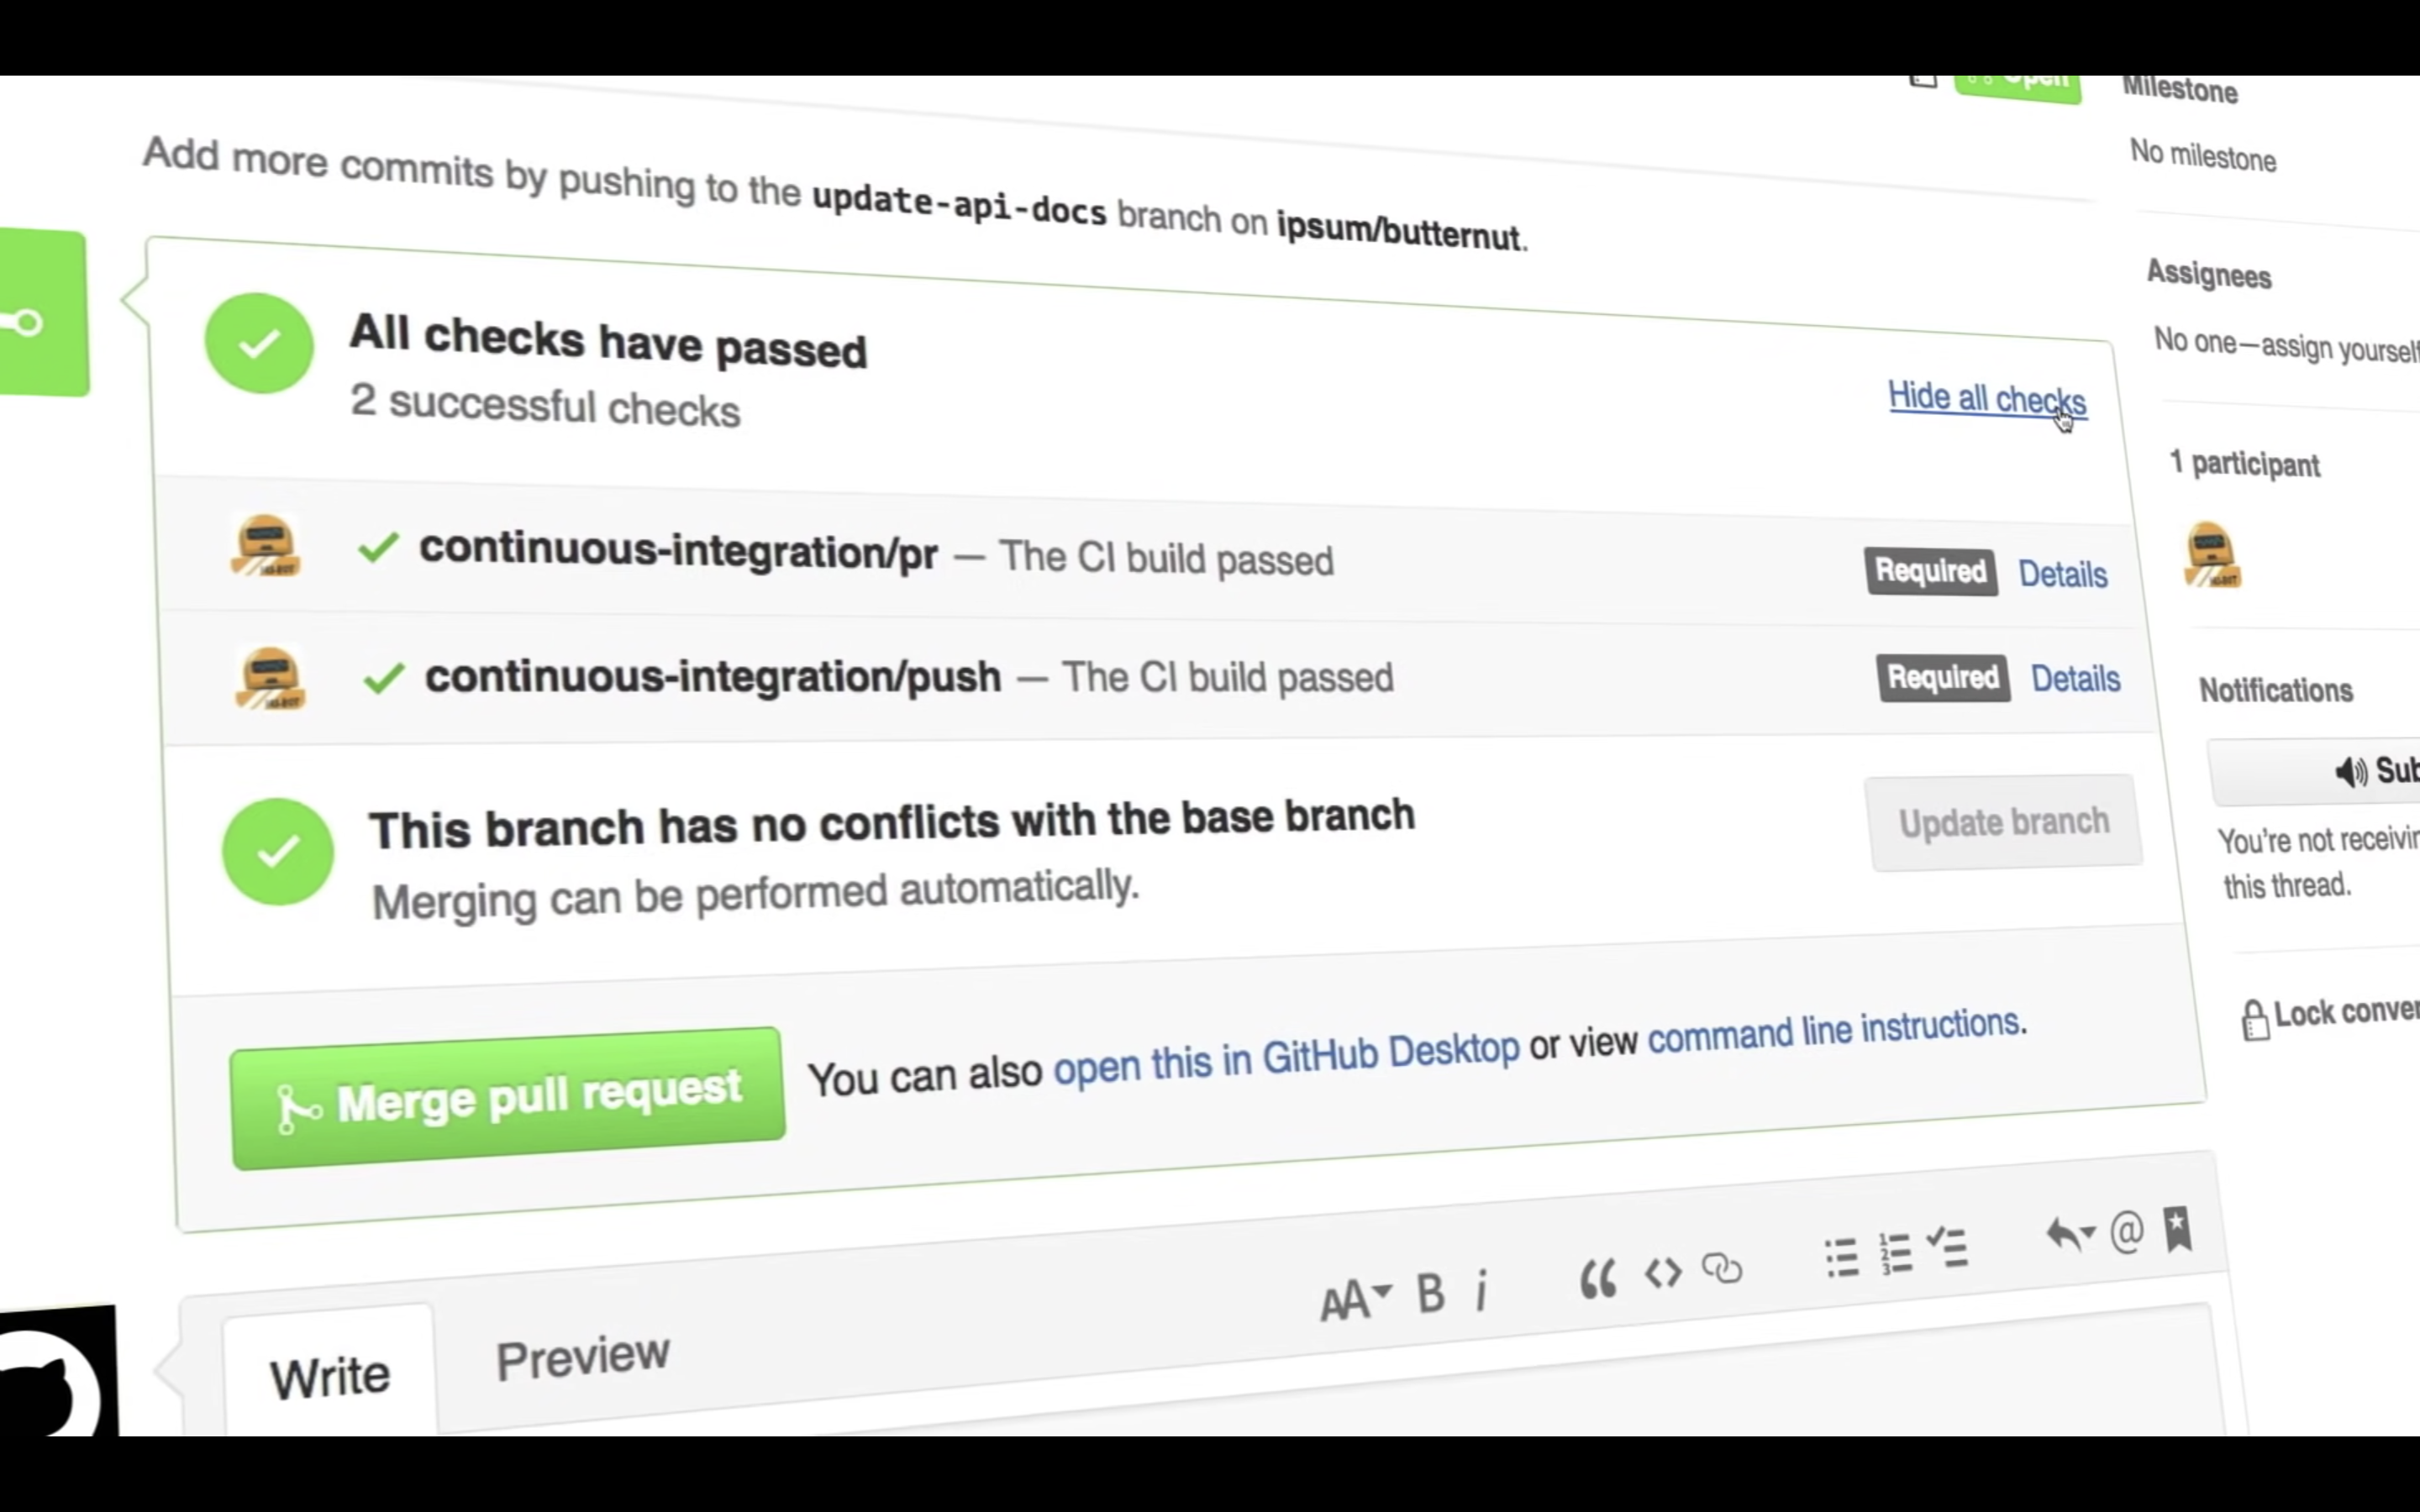 Open
Milestone
No milestone
Add more commits by pushing to the update-api-docs branch on ipsum/butternut.
Assignees
No one—assign yourself
All checks have passed
2 successful checks
Hide all checks
1 participant
continuous-integration/pr — The CI build passed
Required Details
continuous-integration/push — The CI build passed
Required Details
Notifications
Sub
You're not receivin
this thread.
This branch has no conflicts with the base branch
Merging can be performed automatically.
Update branch
Lock conver
Merge pull request
You can also open this in GitHub Desktop or view command line instructions.
Write
Preview
AA B i “ <> @